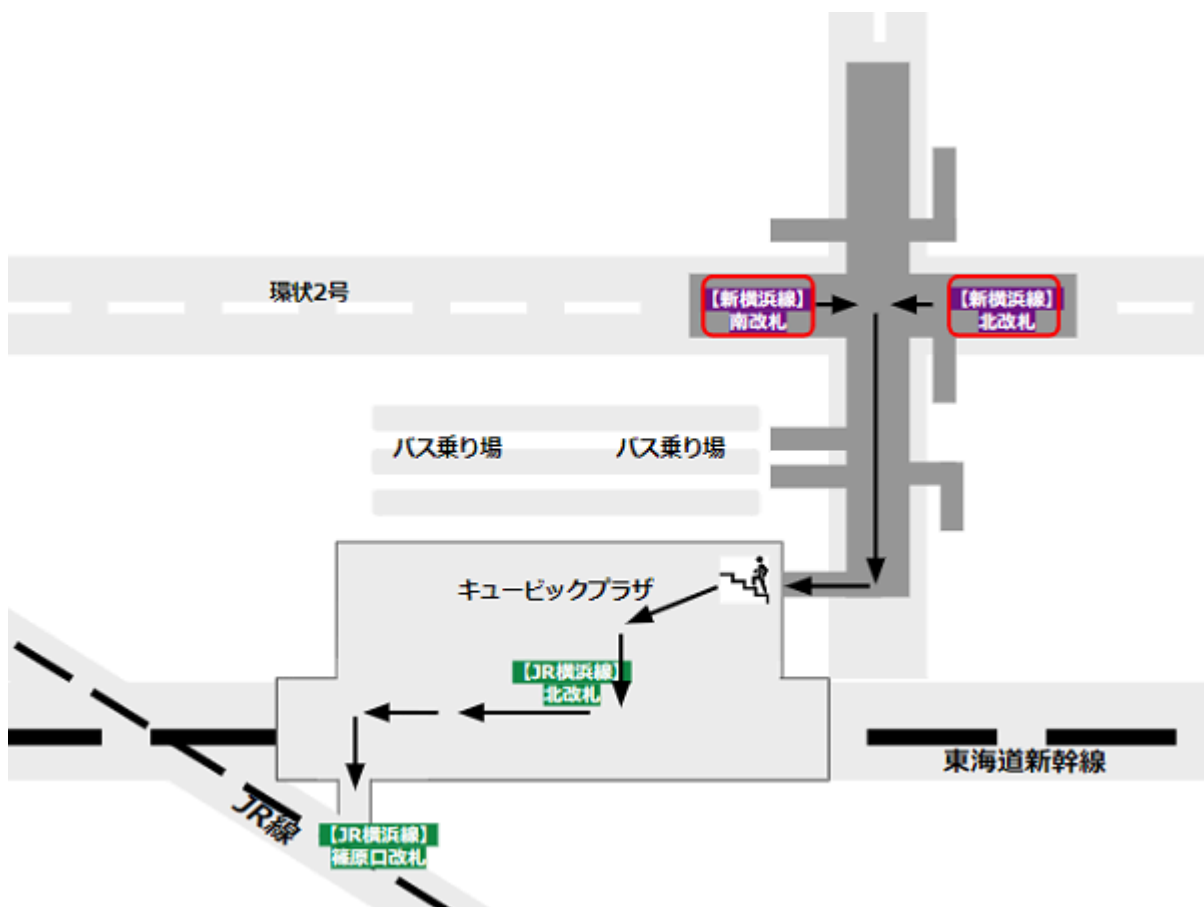 環状2号
【新横浜線】
南改札
【新横浜線】
北改札
バス乗り場
バス乗り場
キュービックプラザ
【JR横浜線】
北改札
東海道新幹線
JR線
【JR横浜線】
篠原口改札